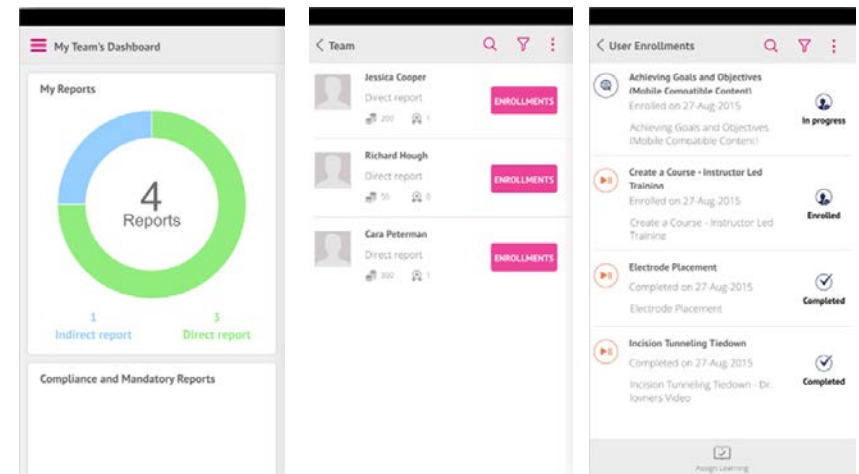 My Team's Dashboard
My Reports
4
Reports
1
Indirect report
3
Direct report
Compliance and Mandatory Reports
Team
Jessica Cooper
Direct report
200 1
ENROLLMENTS
Richard Hough
Direct report
50 0
ENROLLMENTS
Cara Peterman
Direct report
300 1
ENROLLMENTS
User Enrollments
Achieving Goals and Objectives
(Mobile Compatible Content)
Enrolled on 27-Aug-2015
Achieving Goals and Objectives
(Mobile Compatible Content)
In progress
Create a Course - Instructor Led
Training
Enrolled on 27-Aug-2015
Create a Course - Instructor Led
Training
Enrolled
Electrode Placement
Completed on 27-Aug-2015
Electrode Placement
Completed
Incision Tunneling Tiedown
Completed on 27-Aug-2015
Incision Tunneling Tiedown - Dr.
Video
Completed
Assign Learning